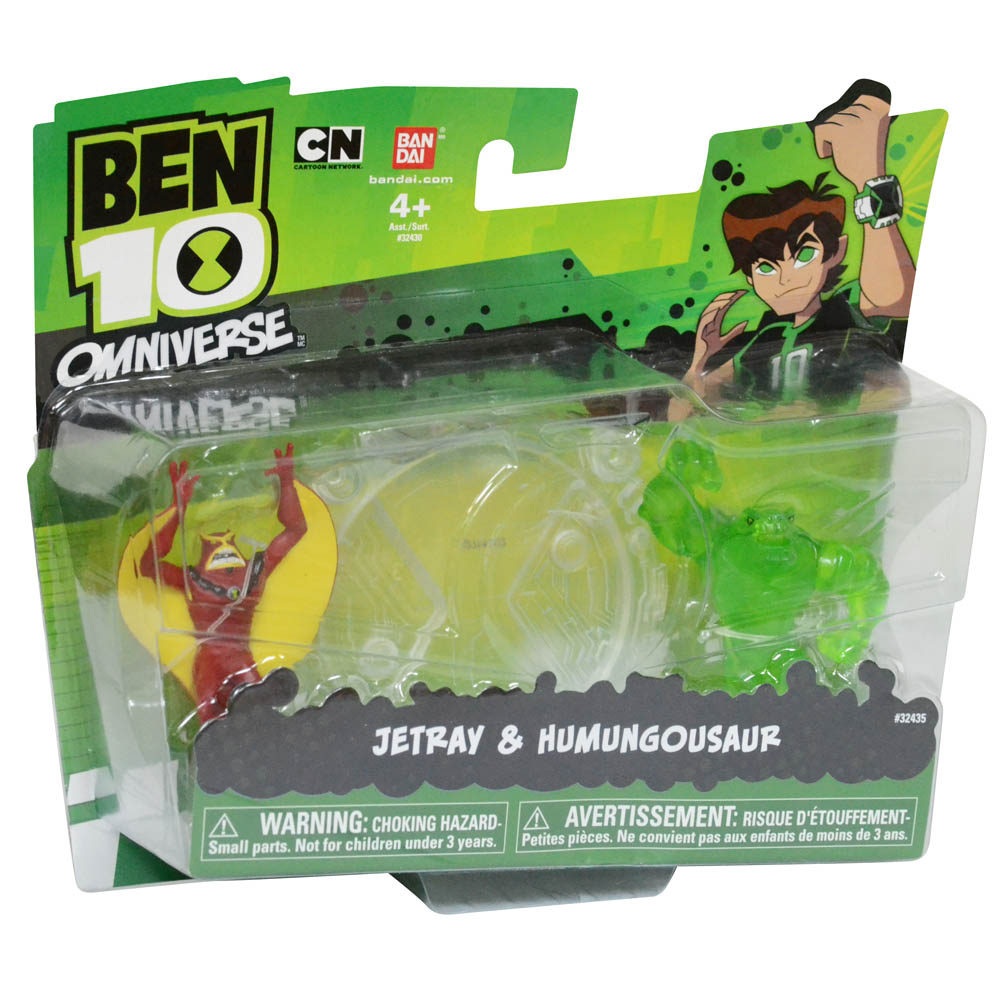 BEN
10
OMNIVERSE TM MC
CN
CARTOON NETWORK
BAN
DAI
bandai.com
4+
Asst./Sort.
#32430
10
JETRAY & HUMUNGOUSAUR
#32435
WARNING: CHOKING HAZARD-
Small parts. Not for children under 3 years.
AVERTISSEMENT: RISQUE D'ÉTOUFFEMENT-
Petites pièces. Ne convient pas aux enfants de moins de 3 ans.